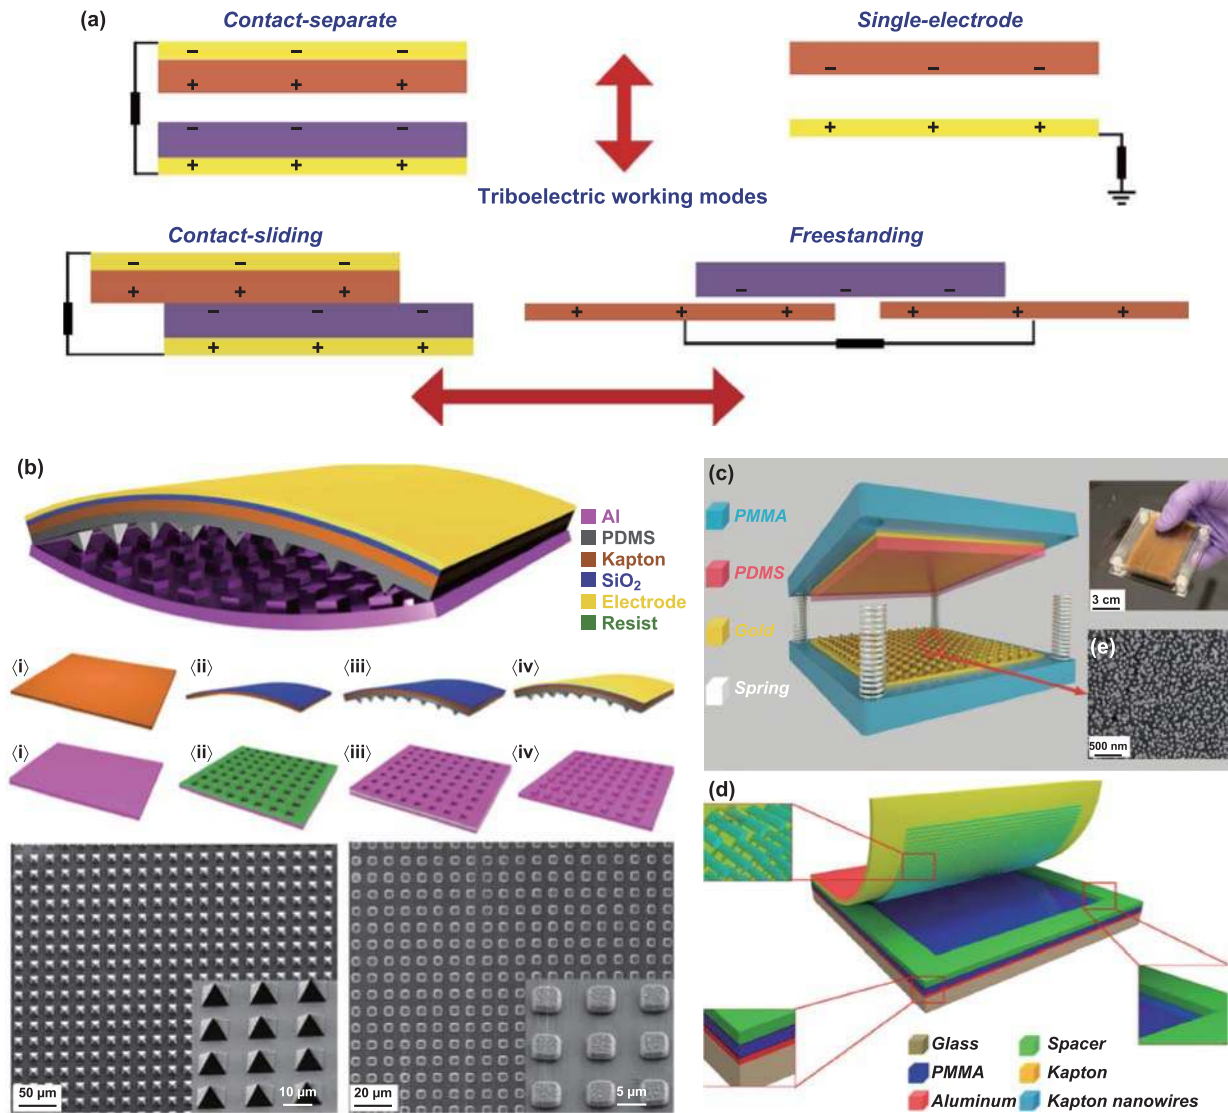 (a)
Contact-separate
Single-electrode
− − −
+ + +
− − −
+ + +
− − −
+ + +
Triboelectric working modes
Contact-sliding
Freestanding
− − −
+ + +
− − −
+ + +
− − −
+ + + + + +
(b)
Al
PDMS
Kapton
SiO2
Electrode
Resist
⟨i⟩ ⟨ii⟩ ⟨iii⟩ ⟨iv⟩
⟨i⟩ ⟨ii⟩ ⟨iii⟩ ⟨iv⟩
50 µm
10 µm
20 µm
5 µm
(c)
PMMA
PDMS
Gold
Spring
3 cm
(e)
500 nm
(d)
Glass
PMMA
Aluminum
Spacer
Kapton
Kapton nanowires